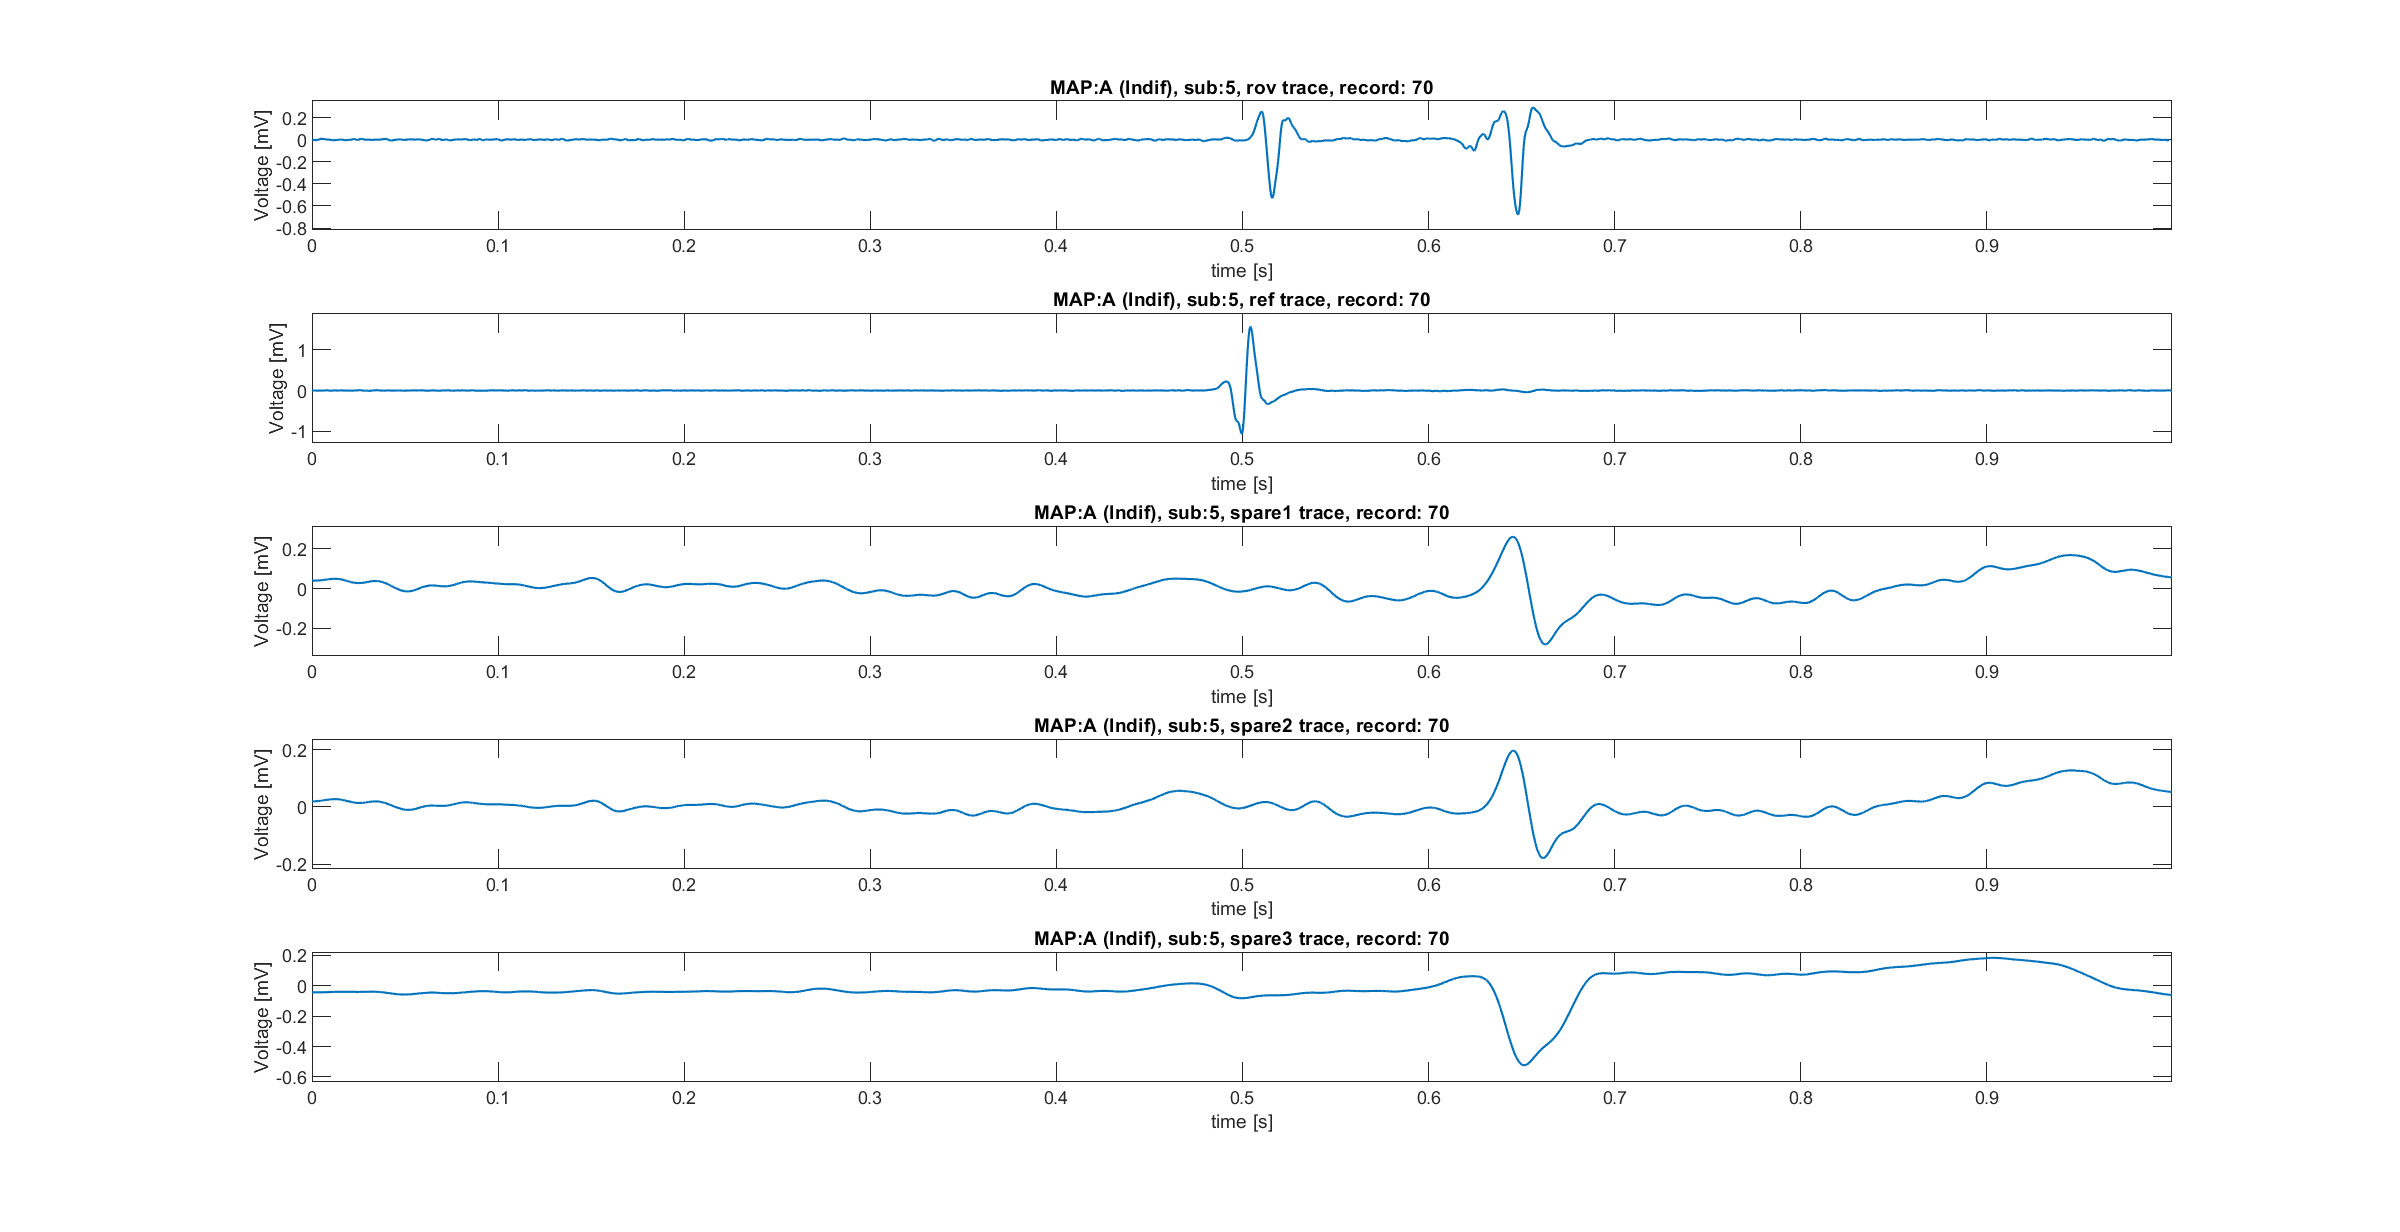 MAP:A (Indif), sub:5, rov trace, record: 70
Voltage [mV]
0.2
0
-0.2
-0.4
-0.6
-0.8
0 0.1 0.2 0.3 0.4 0.5 0.6 0.7 0.8 0.9
time [s]
MAP:A (Indif), sub:5, ref trace, record: 70
Voltage [mV]
1
0
-1
0 0.1 0.2 0.3 0.4 0.5 0.6 0.7 0.8 0.9
time [s]
MAP:A (Indif), sub:5, spare1 trace, record: 70
Voltage [mV]
0.2
0
-0.2
0 0.1 0.2 0.3 0.4 0.5 0.6 0.7 0.8 0.9
time [s]
MAP:A (Indif), sub:5, spare2 trace, record: 70
Voltage [mV]
0.2
0
-0.2
0 0.1 0.2 0.3 0.4 0.5 0.6 0.7 0.8 0.9
time [s]
MAP:A (Indif), sub:5, spare3 trace, record: 70
Voltage [mV]
0.2
0
-0.2
-0.4
-0.6
0 0.1 0.2 0.3 0.4 0.5 0.6 0.7 0.8 0.9
time [s]